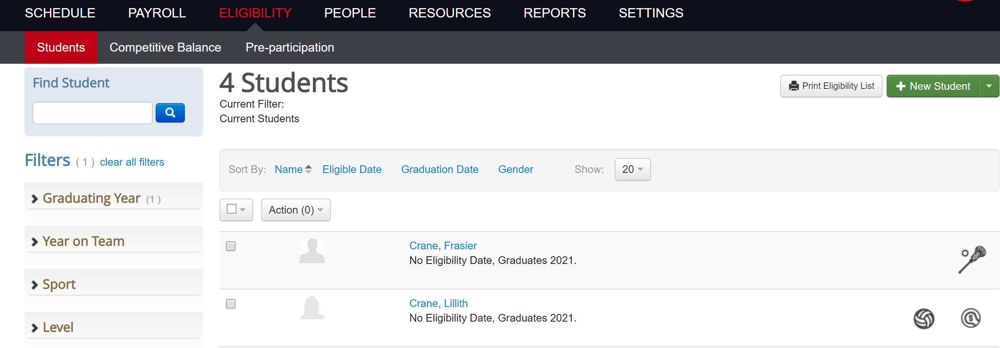 SCHEDULE PAYROLL ELIGIBILITY PEOPLE RESOURCES REPORTS SETTINGS
Students Competitive Balance Pre-participation
Find Student
Filters ( 1 ) clear all filters
Graduating Year (1 )
Year on Team
Sport
Level
4 Students
Current Filter:
Current Students
Print Eligibility List
New Student
Sort By: Name Eligible Date Graduation Date Gender Show: 20
Action (0)
Crane, Frasier
No Eligibility Date, Graduates 2021.
Crane, Lillith
No Eligibility Date, Graduates 2021.
S